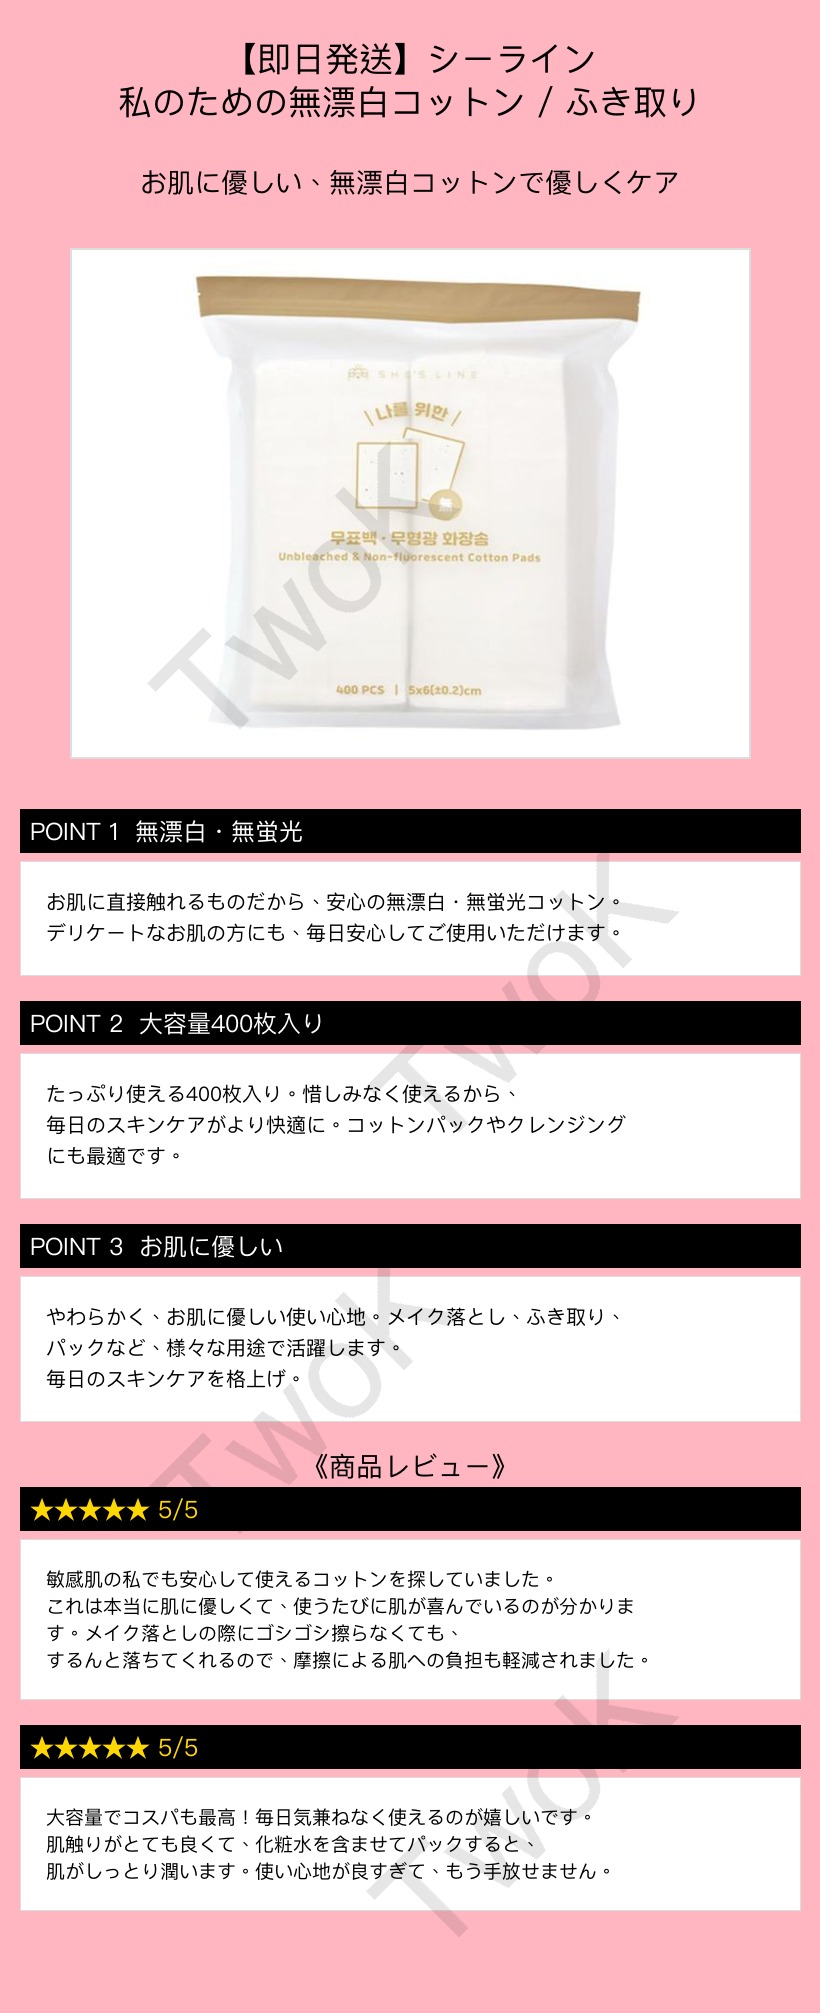 【即日発送】シーライン
私のための無漂白コットン / ふき取り
お肌に優しい、無漂白コットンで優しくケア
SHE'S LINE
나를 위한
무표백·무형광 화장솜
Unbleached & Non-fluorescent Cotton Pads
400 PCS | 5x6(±0.2)cm
TwoK
POINT 1 無漂白・無蛍光
お肌に直接触れるものだから、安心の無漂白・無蛍光コットン。
デリケートなお肌の方にも、毎日安心してご使用いただけます。
TwoK
POINT 2 大容量400枚入り
たっぷり使える400枚入り。惜しみなく使えるから、
毎日のスキンケアがより快適に。コットンパックやクレンジング
にも最適です。
POINT 3 お肌に優しい
やわらかく、お肌に優しい使い心地。メイク落とし、ふき取り、
パックなど、様々な用途で活躍します。
毎日のスキンケアを格上げ。
TwoK
《商品レビュー》
★★★★★ 5/5
敏感肌の私でも安心して使えるコットンを探していました。
これは本当に肌に優しくて、使うたびに肌が喜んでいるのが分かりま
す。メイク落としの際にゴシゴシ擦らなくても、
するんと落ちてくれるので、摩擦による肌への負担も軽減されました。
★★★★★ 5/5
大容量でコスパも最高！毎日気兼ねなく使えるのが嬉しいです。
肌触りがとても良くて、化粧水を含ませてパックすると、
肌がしっとり潤います。使い心地が良すぎて、もう手放せません。
TwoK